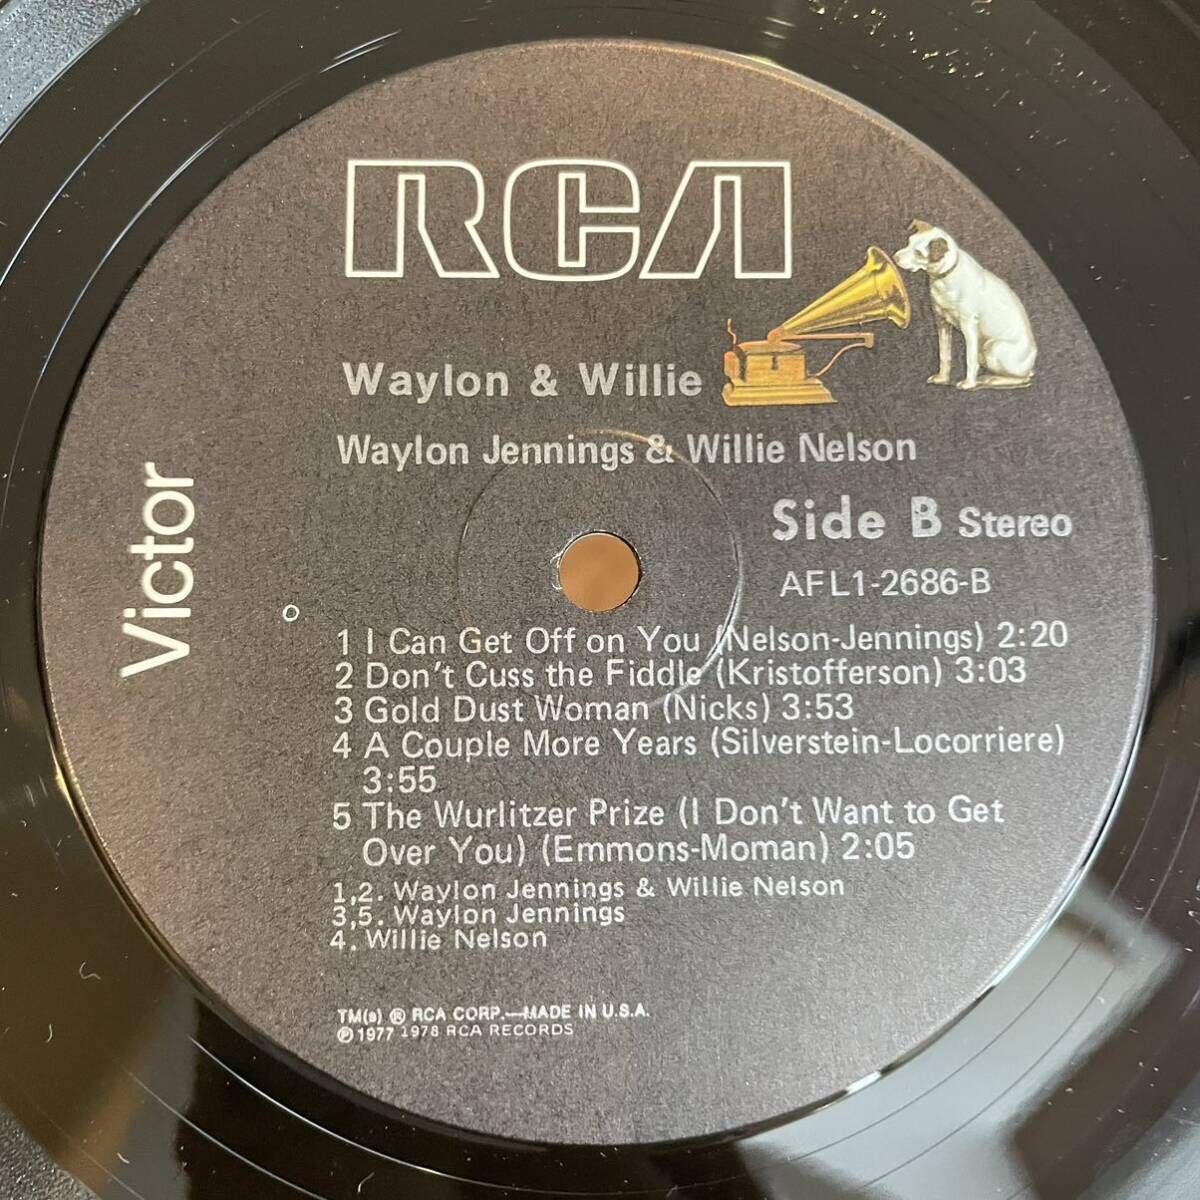 RCA
Victor
Waylon & Willie
Waylon Jennings & Willie Nelson
Side B Stereo
AFL1-2686-B
1 I Can Get Off on You (Nelson-Jennings) 2:20
2 Don't Cuss the Fiddle (Kristofferson) 3:03
3 Gold Dust Woman (Nicks) 3:53
4 A Couple More Years (Silverstein-Locorriere)
3:55
5 The Wurlitzer Prize (I Don't Want to Get
Over You) (Emmons-Moman) 2:05
1,2. Waylon Jennings & Willie Nelson
3,5. Waylon Jennings
4. Willie Nelson
TM(s) ® RCA CORP.—MADE IN U.S.A.
℗ 1977 1978 RCA RECORDS